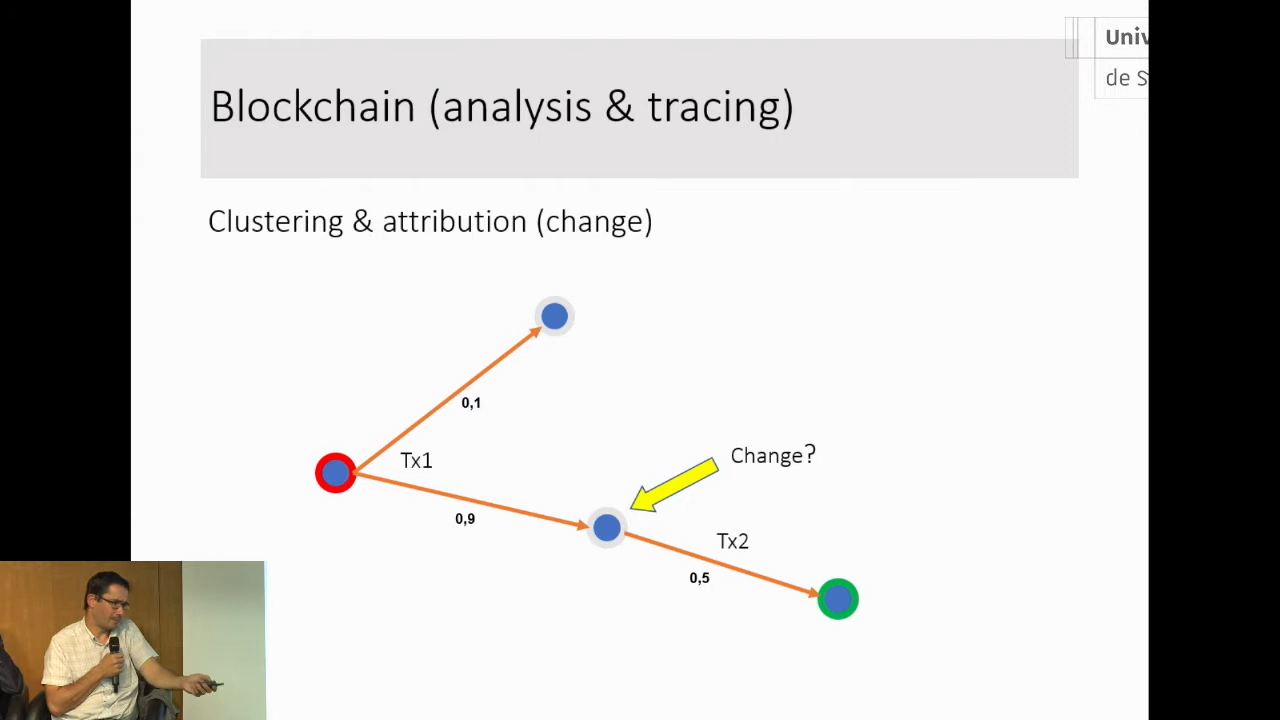 Univ
de S
Blockchain (analysis & tracing)
Clustering & attribution (change)
0,1
Tx1
Change?
0,9
Tx2
0,5